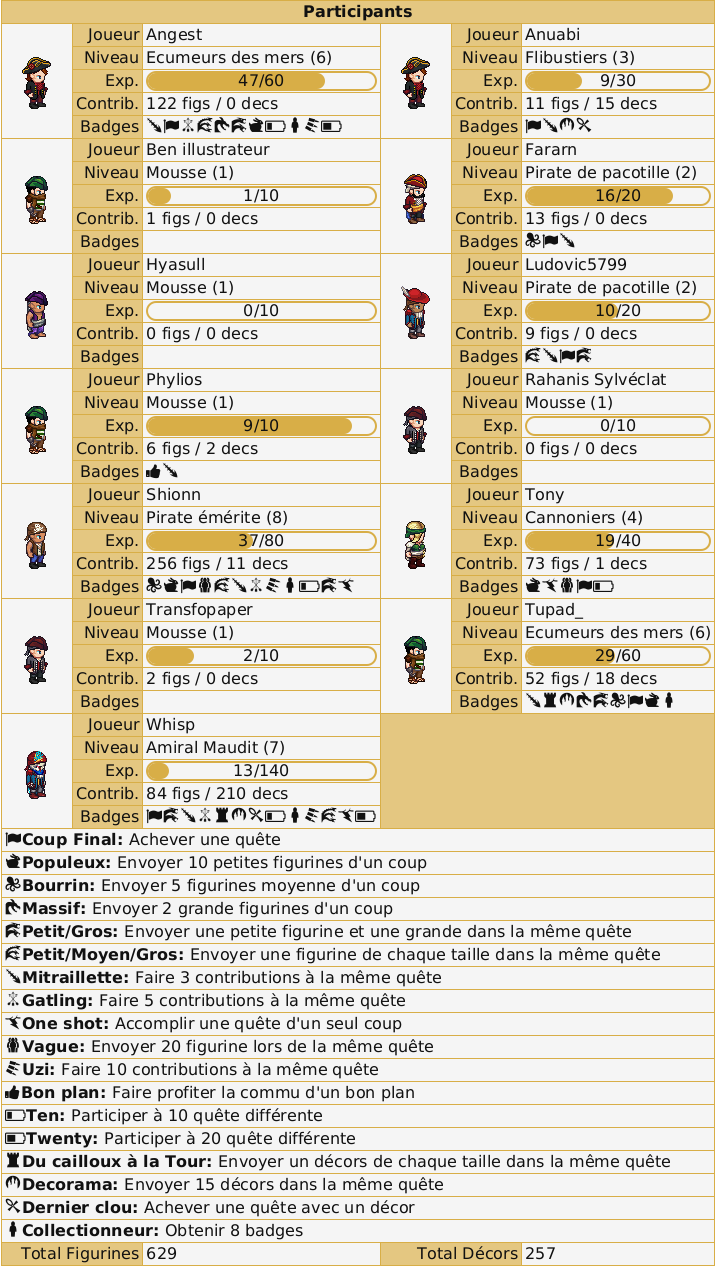 Participants
Joueur Angest
Niveau Ecumeurs des mers (6)
Exp. 47/60
Contrib. 122 figs / 0 decs
Badges
Joueur Anuabi
Niveau Flibustiers (3)
Exp. 9/30
Contrib. 11 figs / 15 decs
Badges
Joueur Ben illustrateur
Niveau Mousse (1)
Exp. 1/10
Contrib. 1 figs / 0 decs
Badges
Joueur Fararn
Niveau Pirate de pacotille (2)
Exp. 16/20
Contrib. 13 figs / 0 decs
Badges
Joueur Hyasull
Niveau Mousse (1)
Exp. 0/10
Contrib. 0 figs / 0 decs
Badges
Joueur Ludovic5799
Niveau Pirate de pacotille (2)
Exp. 10/20
Contrib. 9 figs / 0 decs
Badges
Joueur Phylios
Niveau Mousse (1)
Exp. 9/10
Contrib. 6 figs / 2 decs
Badges
Joueur Rahanis Sylvéclat
Niveau Mousse (1)
Exp. 0/10
Contrib. 0 figs / 0 decs
Badges
Joueur Shionn
Niveau Pirate émérite (8)
Exp. 37/80
Contrib. 256 figs / 11 decs
Badges
Joueur Tony
Niveau Cannoniers (4)
Exp. 19/40
Contrib. 73 figs / 1 decs
Badges
Joueur Transfopaper
Niveau Mousse (1)
Exp. 2/10
Contrib. 2 figs / 0 decs
Badges
Joueur Tupad_
Niveau Ecumeurs des mers (6)
Exp. 29/60
Contrib. 52 figs / 18 decs
Badges
Joueur Whisp
Niveau Amiral Maudit (7)
Exp. 13/140
Contrib. 84 figs / 210 decs
Badges
Coup Final: Achever une quête
Populeux: Envoyer 10 petites figurines d'un coup
Bourrin: Envoyer 5 figurines moyenne d'un coup
Massif: Envoyer 2 grande figurines d'un coup
Petit/Gros: Envoyer une petite figurine et une grande dans la même quête
Petit/Moyen/Gros: Envoyer une figurine de chaque taille dans la même quête
Mitraillette: Faire 3 contributions à la même quête
Gatling: Faire 5 contributions à la même quête
One shot: Accomplir une quête d'un seul coup
Vague: Envoyer 20 figurine lors de la même quête
Uzi: Faire 10 contributions à la même quête
Bon plan: Faire profiter la commu d'un bon plan
Ten: Participer à 10 quête différente
Twenty: Participer à 20 quête différente
Du cailloux à la Tour: Envoyer un décors de chaque taille dans la même quête
Decorama: Envoyer 15 décors dans la même quête
Dernier clou: Achever une quête avec un décor
Collectionneur: Obtenir 8 badges
Total Figurines 629
Total Décors 257